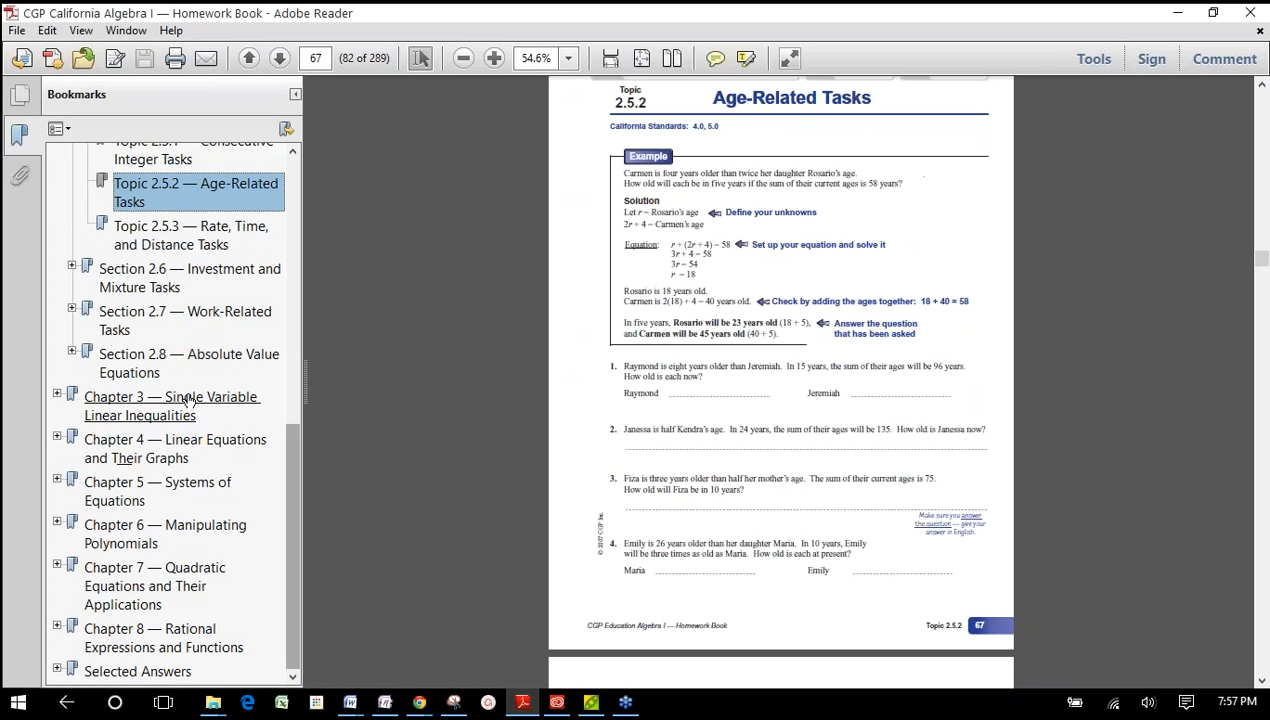 CGP California Algebra I — Homework Book - Adobe Reader
File Edit View Window Help
67 (82 of 289) 54.6% Tools Sign Comment
Bookmarks
Integer Tasks
Topic 2.5.2 — Age-Related
Tasks
Topic 2.5.3 — Rate, Time,
and Distance Tasks
Section 2.6 — Investment and
Mixture Tasks
Section 2.7 — Work-Related
Tasks
Section 2.8 — Absolute Value
Equations
Chapter 3 — Single Variable
Linear Inequalities
Chapter 4 — Linear Equations
and Their Graphs
Chapter 5 — Systems of
Equations
Chapter 6 — Manipulating
Polynomials
Chapter 7 — Quadratic
Equations and Their
Applications
Chapter 8 — Rational
Expressions and Functions
Selected Answers
Topic
2.5.2
Age-Related Tasks
California Standards: 4.0, 5.0
Example
Carmen is four years older than twice her daughter Rosario's age.
How old will each be in five years if the sum of their current ages is 58 years?
Solution
Let r = Rosario's age Define your unknowns
2r + 4 = Carmen's age
Equation: r + (2r + 4) = 58 Set up your equation and solve it
3r + 4 = 58
3r = 54
r = 18
Rosario is 18 years old.
Carmen is 2(18) + 4 = 40 years old. Check by adding the ages together: 18 + 40 = 58
In five years, Rosario will be 23 years old (18 + 5), Answer the question
and Carmen will be 45 years old (40 + 5). that has been asked
1. Raymond is eight years older than Jeremiah. In 15 years, the sum of their ages will be 96 years.
How old is each now?
Raymond Jeremiah
2. Janessa is half Kendra's age. In 24 years, the sum of their ages will be 135. How old is Janessa now?
3. Fiza is three years older than half her mother's age. The sum of their current ages is 75.
How old will Fiza be in 10 years?
Make sure you answer
the question — give your
answer in English.
4. Emily is 26 years older than her daughter Maria. In 10 years, Emily
will be three times as old as Maria. How old is each at present?
Maria Emily
© 2007 CGP Inc.
CGP Education Algebra I — Homework Book Topic 2.5.2 67
7:57 PM